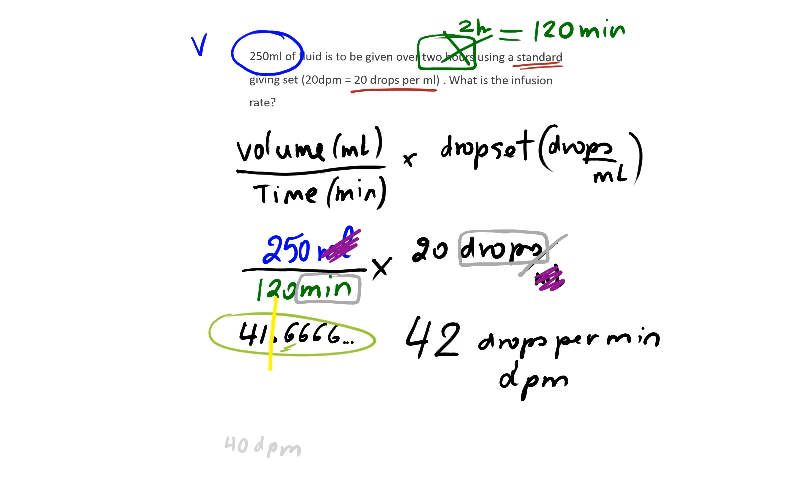 2h = 120min
V 250ml of fluid is to be given over two hours using a standard
giving set (20dpm = 20 drops per ml) . What is the infusion
rate?
volume (mL) x dropset (drops
Time (min) mL)
250 x 20 drops
120 min
41.6666... 42 drops per min
dpm
40 dpm